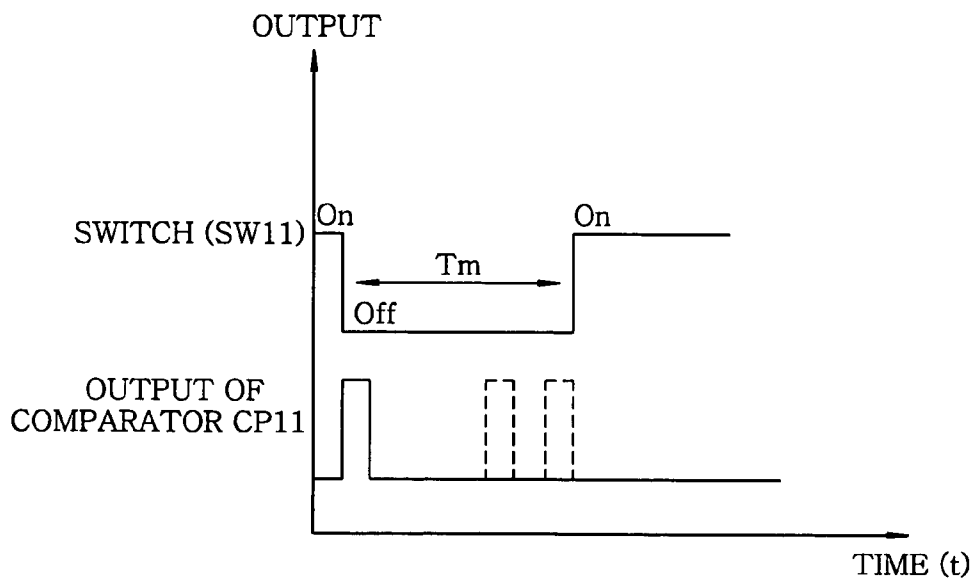 OUTPUT
On
On
SWITCH (SW11)
Tm
Off
OUTPUT OF
COMPARATOR CP11
TIME (t)